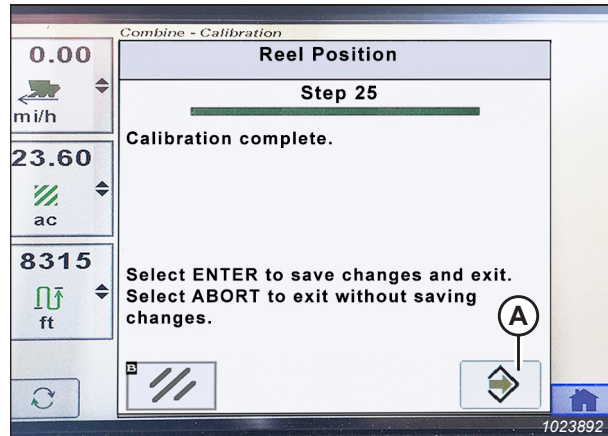 Combine - Calibration
0.00
mi/h
23.60
ac
8315
ft
Reel Position
Step 25
Calibration complete.
Select ENTER to save changes and exit.
Select ABORT to exit without saving
changes.
A
B
1023892